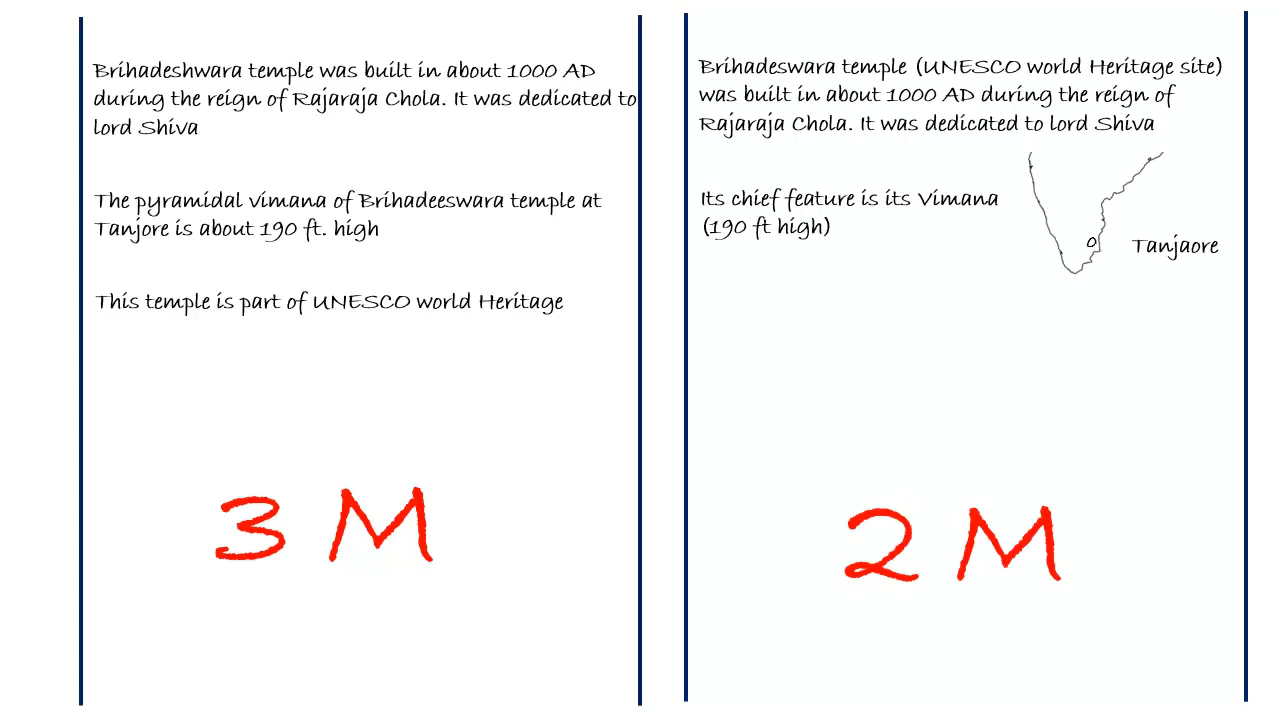 Brihadeshwara temple was built in about 1000 AD
during the reign of Rajaraja Chola. It was dedicated to
lord Shiva
The pyramidal vimana of Brihadeeswara temple at
Tanjore is about 190 ft. high
This temple is part of UNESCO world Heritage
3 M
Brihadeswara temple (UNESCO world Heritage site)
was built in about 1000 AD during the reign of
Rajaraja Chola. It was dedicated to lord Shiva
Its chief feature is its Vimana
(190 ft high)
Tanjaore
2 M